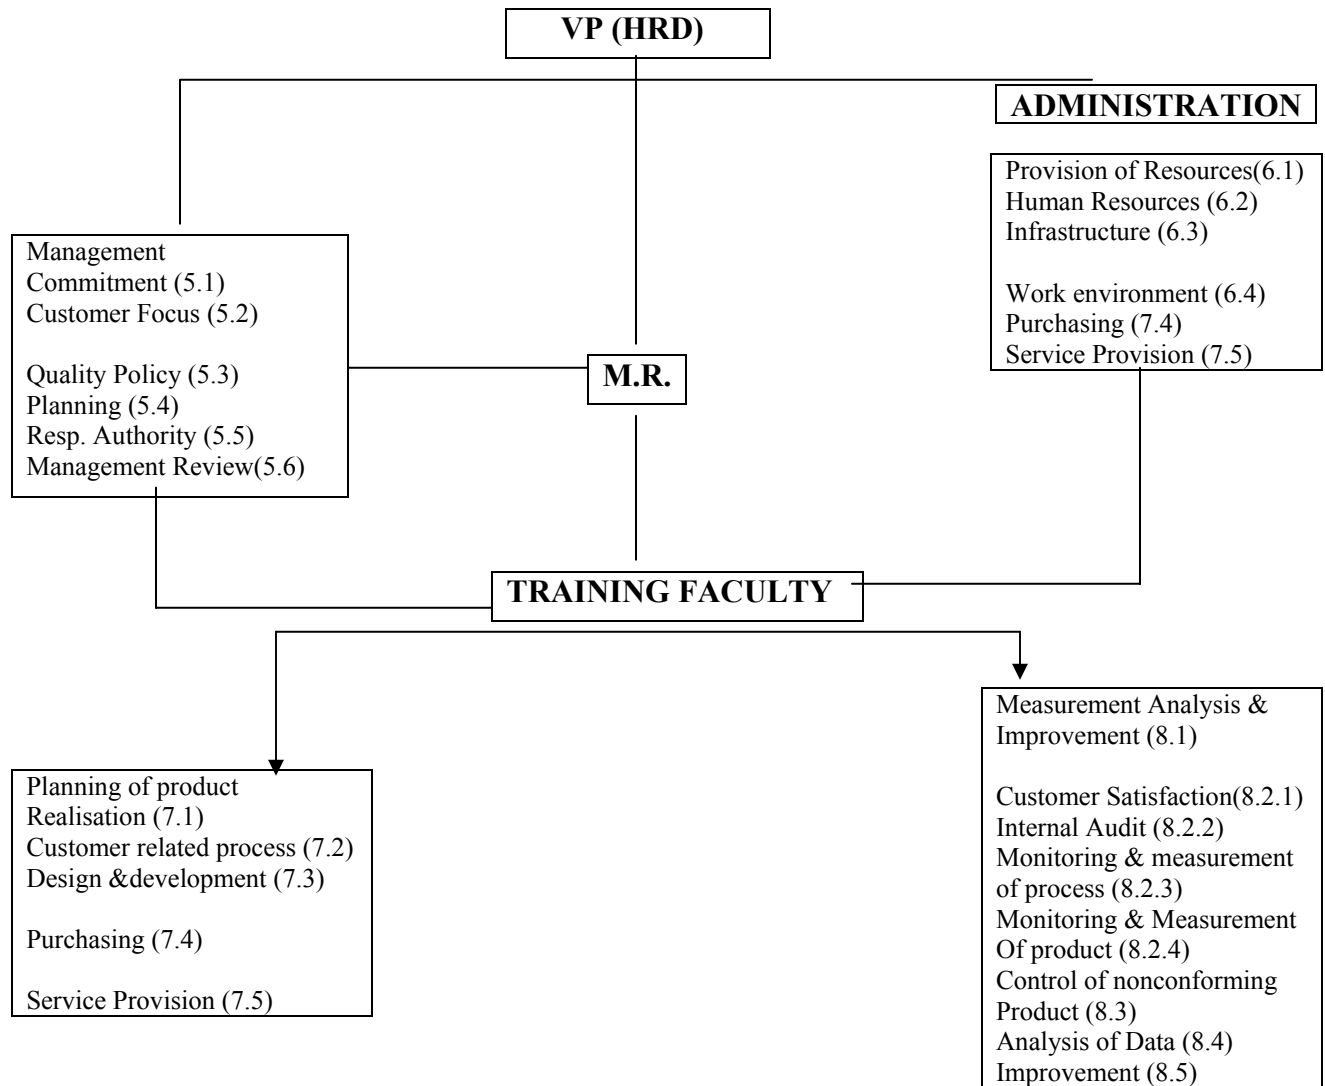 VP (HRD)
ADMINISTRATION
Provision of Resources(6.1)
Human Resources (6.2)
Infrastructure (6.3)
Work environment (6.4)
Purchasing (7.4)
Service Provision (7.5)
Management
Commitment (5.1)
Customer Focus (5.2)
Quality Policy (5.3)
Planning (5.4)
Resp. Authority (5.5)
Management Review(5.6)
M.R.
TRAINING FACULTY
Planning of product
Realisation (7.1)
Customer related process (7.2)
Design &development (7.3)
Purchasing (7.4)
Service Provision (7.5)
Measurement Analysis &
Improvement (8.1)
Customer Satisfaction(8.2.1)
Internal Audit (8.2.2)
Monitoring & measurement
of process (8.2.3)
Monitoring & Measurement
Of product (8.2.4)
Control of nonconforming
Product (8.3)
Analysis of Data (8.4)
Improvement (8.5)